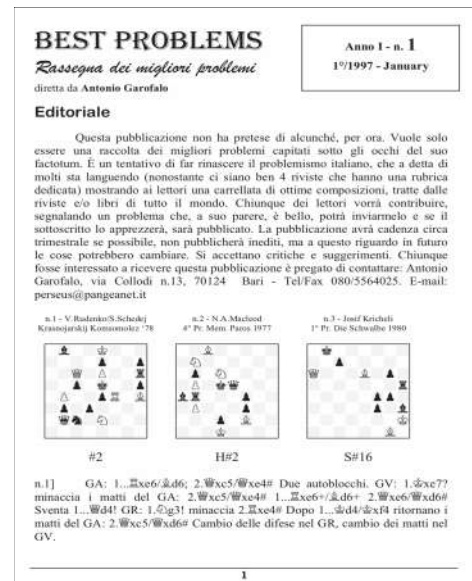 BEST PROBLEMS
Rassegna dei migliori problemi
diretta da Antonio Garofalo
Anno I - n. 1
1°/1997 - January
Editoriale
Questa pubblicazione non ha pretese di alcunché, per ora. Vuole solo
essere una raccolta dei migliori problemi capitati sotto gli occhi del suo
factotum. È un tentativo di far rinascere il problemismo italiano, che a detta di
molti sta languendo (nonostante ci siano ben 4 riviste che hanno una rubrica
dedicata) mostrando ai lettori una carrellata di ottime composizioni, tratte dalle
riviste e/o libri di tutto il mondo. Chiunque dei lettori vorrà contribuire,
segnalando un problema che, a suo parere, è bello, potrà inviarmelo e se il
sottoscritto lo apprezzerà, sarà pubblicato. La pubblicazione avrà cadenza circa
trimestrale se possibile, non pubblicherà inediti, ma a questo riguardo in futuro
le cose potrebbero cambiare. Si accettano critiche e suggerimenti. Chiunque
fosse interessato a ricevere questa pubblicazione è pregato di contattare: Antonio
Garofalo, via Collodi n.13, 70124 Bari - Tel/Fax 080/5564025. E-mail:
perseus@pangeanet.it
n.1 - V.Rudenko/S.Schedej
Krasnojarskij Komsomolez '78
n.2 - N.A.Macleod
4° Pr. Mem. Paros 1977
n.3 - Josif Kricheli
1° Pr. Die Schwalbe 1980
#2
H#2
S#16
n.1] GA: 1...♖xe6/♗d6; 2.♕xc5/♕xe4# Due autoblocchi. GV: 1.♔xe7?
minaccia i matti del GA: 2.♕xc5/♕xe4# 1...♖xe6+/♗d6+ 2.♕xe6/♕xd6#
Sventa 1...♕d4! GR: 1.♘g3! minaccia 2.♖xe4# Dopo 1...♔d4/♔xf4 ritornano i
matti del GA: 2.♕xc5/♕xd6# Cambio delle difese nel GR, cambio dei matti nel
GV.
1